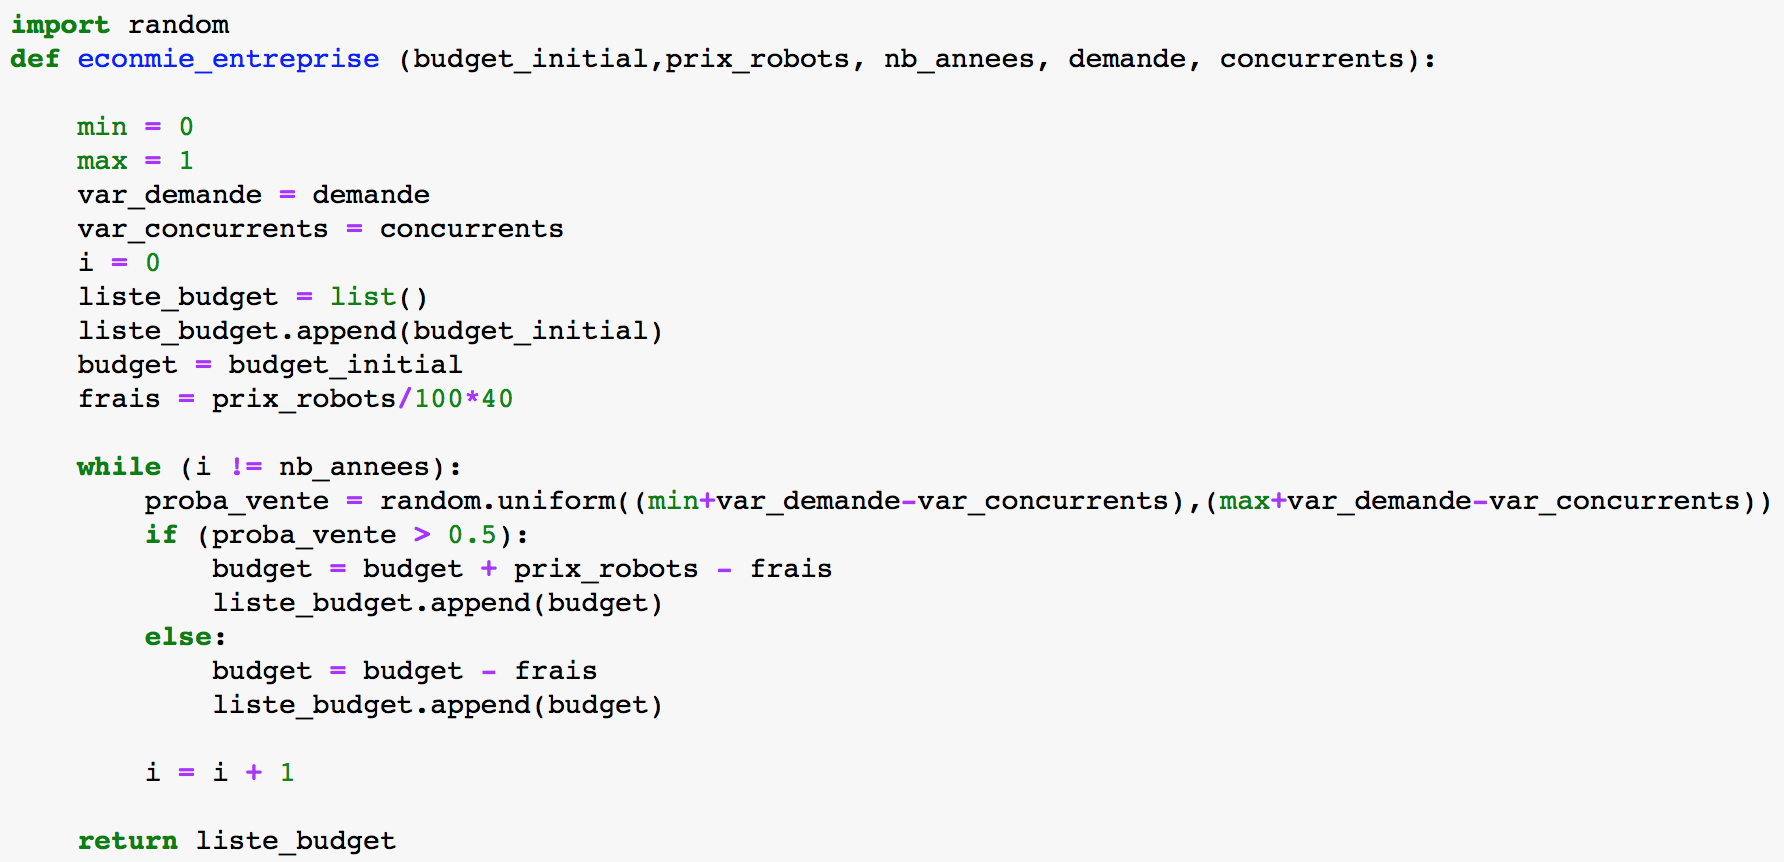 import random
def econmie_entreprise (budget_initial,prix_robots, nb_annees, demande, concurrents):
    min = 0
    max = 1
    var_demande = demande
    var_concurrents = concurrents
    i = 0
    liste_budget = list()
    liste_budget.append(budget_initial)
    budget = budget_initial
    frais = prix_robots/100*40
    while (i != nb_annees):
        proba_vente = random.uniform((min+var_demande-var_concurrents),(max+var_demande-var_concurrents))
        if (proba_vente > 0.5):
            budget = budget + prix_robots - frais
            liste_budget.append(budget)
        else:
            budget = budget - frais
            liste_budget.append(budget)
        i = i + 1
    return liste_budget